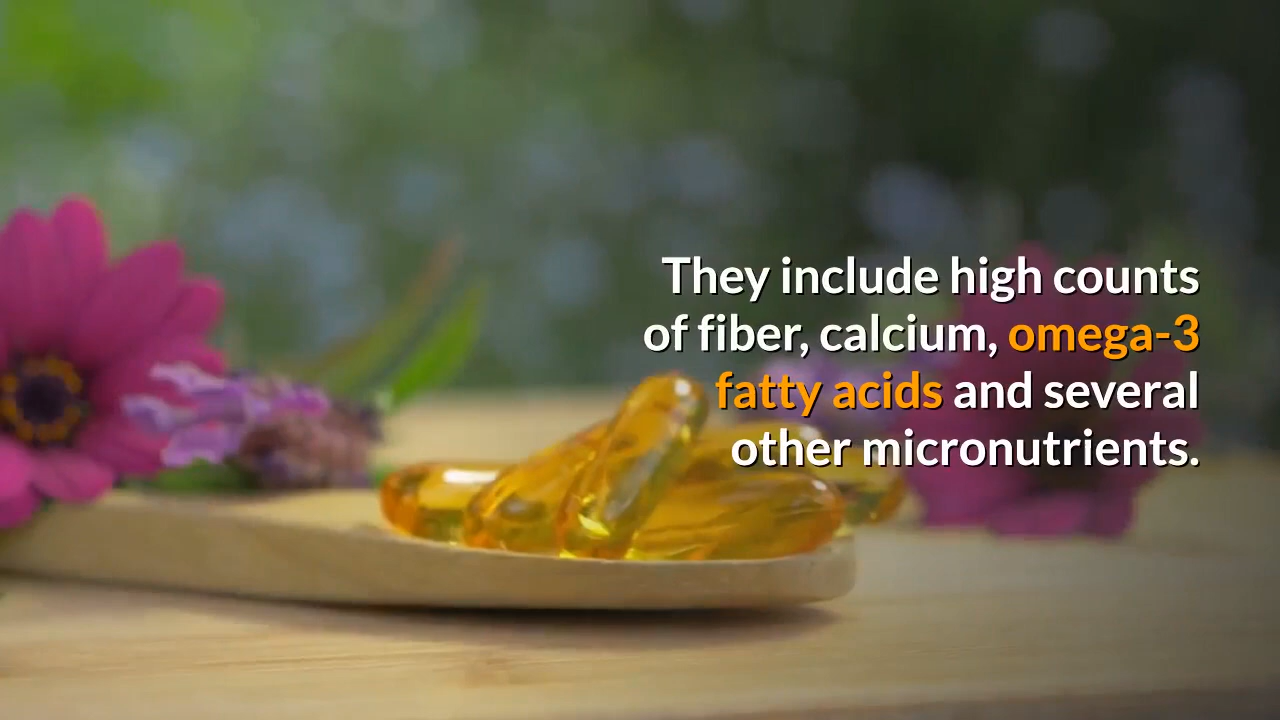 They include high counts
of fiber, calcium, omega-3
fatty acids and several
other micronutrients.